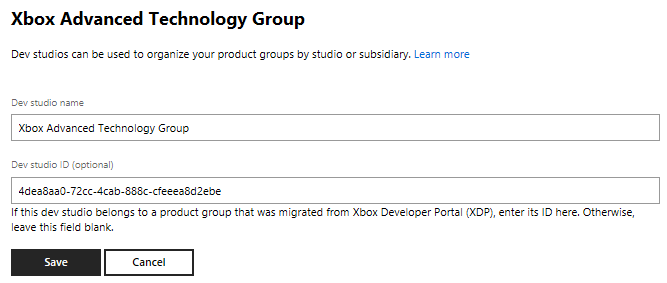 Xbox Advanced Technology Group
Dev studios can be used to organize your product groups by studio or subsidiary. Learn more
Dev studio name
Xbox Advanced Technology Group
Dev studio ID (optional)
4dea8aa0-72cc-4cab-888c-cfeeea8d2ebe
If this dev studio belongs to a product group that was migrated from Xbox Developer Portal (XDP), enter its ID here. Otherwise,
leave this field blank.
Save
Cancel